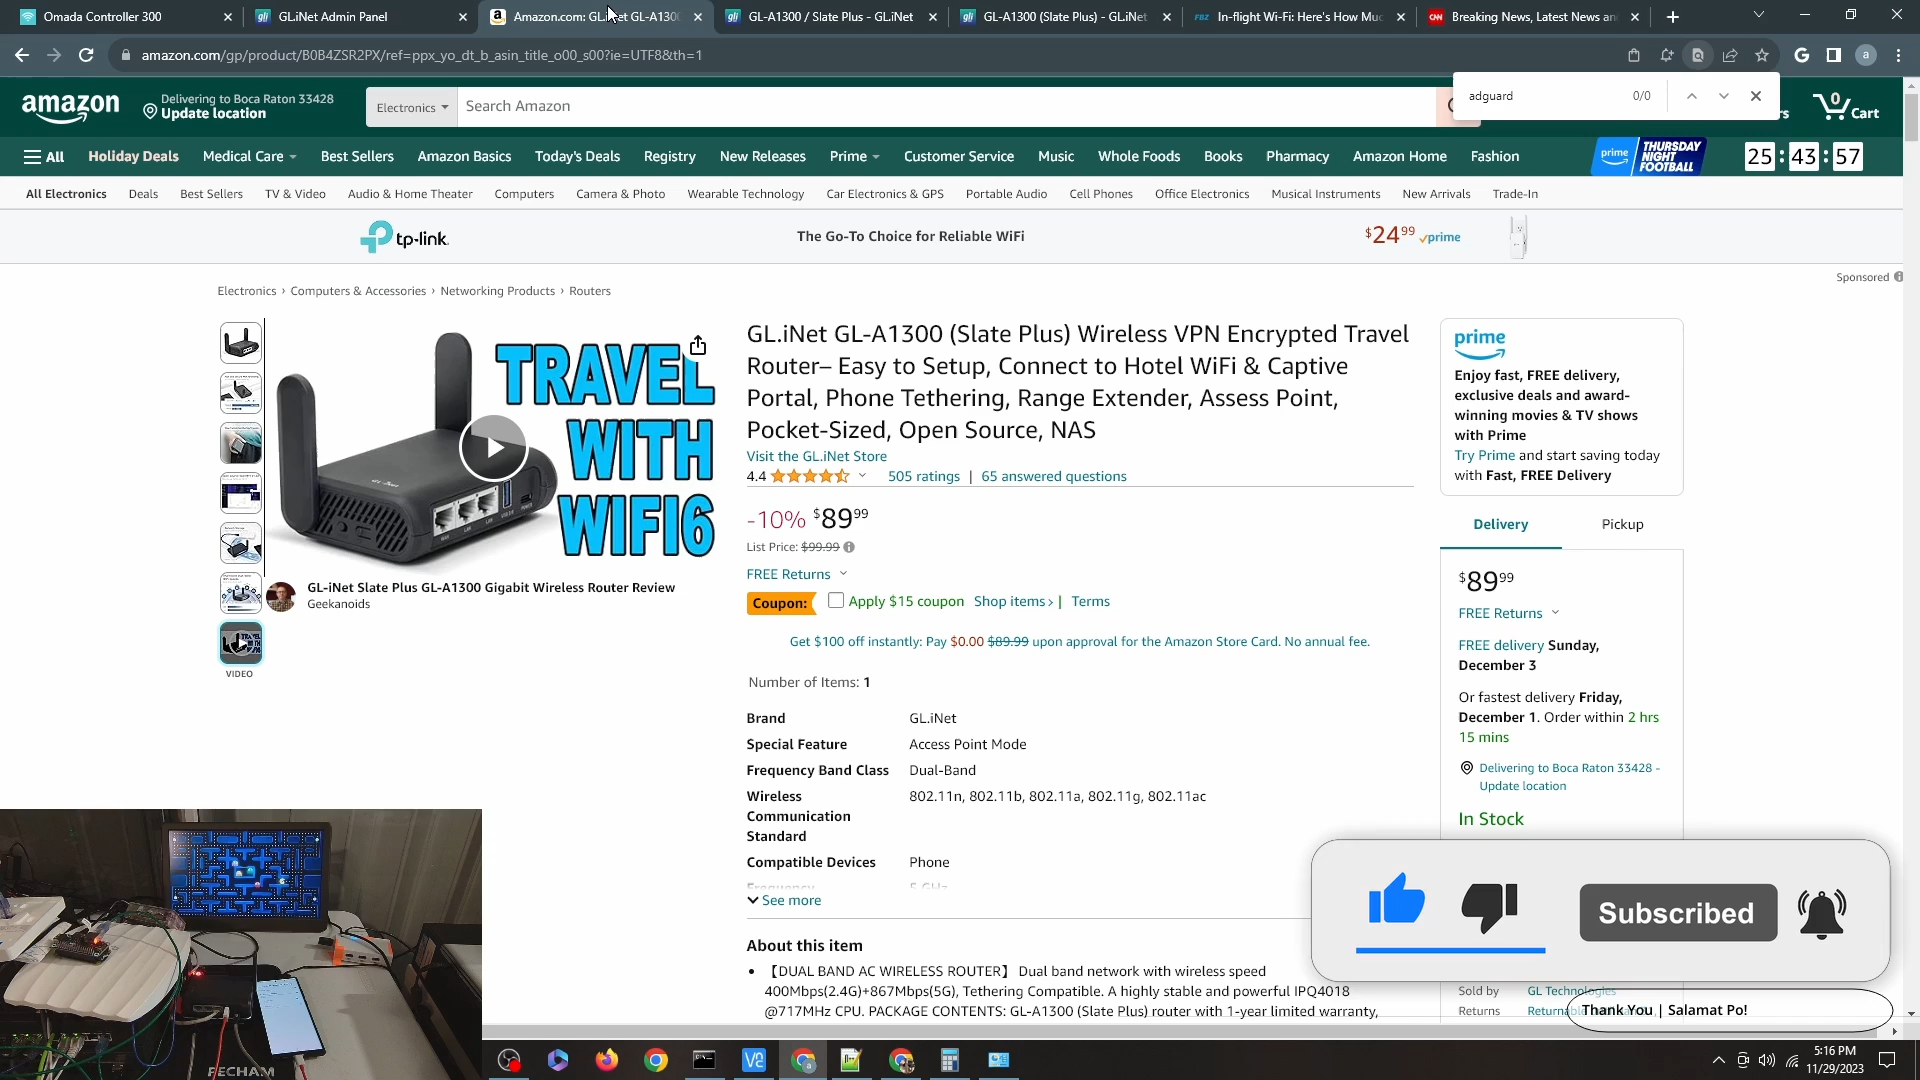 Omada Controller 300
GL.iNet Admin Panel
Amazon.com: GL.iNet GL-A1300
GL-A1300 / Slate Plus - GL.iNet
GL-A1300 (Slate Plus) - GL.iNet
In-flight Wi-Fi: Here's How Muc
Breaking News, Latest News an
amazon.com/gp/product/B0B4ZSR2PX/ref=ppx_yo_dt_b_asin_title_o00_s00?ie=UTF8&th=1
adguard
0/0
amazon
Delivering to Boca Raton 33428
Update location
Electronics
Search Amazon
0
Cart
All
Holiday Deals
Medical Care
Best Sellers
Amazon Basics
Today's Deals
Registry
New Releases
Prime
Customer Service
Music
Whole Foods
Books
Pharmacy
Amazon Home
Fashion
prime
THURSDAY NIGHT FOOTBALL
25:43:57
All Electronics
Deals
Best Sellers
TV & Video
Audio & Home Theater
Computers
Camera & Photo
Wearable Technology
Car Electronics & GPS
Portable Audio
Cell Phones
Office Electronics
Musical Instruments
New Arrivals
Trade-In
tp-link
The Go-To Choice for Reliable WiFi
$24 99 prime
Sponsored
Electronics › Computers & Accessories › Networking Products › Routers
TRAVEL
WITH
WIFI6
GL-iNet Slate Plus GL-A1300 Gigabit Wireless Router Review
Geekanoids
VIDEO
GL.iNet GL-A1300 (Slate Plus) Wireless VPN Encrypted Travel
Router– Easy to Setup, Connect to Hotel WiFi & Captive
Portal, Phone Tethering, Range Extender, Assess Point,
Pocket-Sized, Open Source, NAS
Visit the GL.iNet Store
4.4
505 ratings | 65 answered questions
-10% $89 99
List Price: $99.99
FREE Returns
Coupon: Apply $15 coupon Shop items › | Terms
Get $100 off instantly: Pay $0.00 $89.99 upon approval for the Amazon Store Card. No annual fee.
Number of Items: 1
Brand GL.iNet
Special Feature Access Point Mode
Frequency Band Class Dual-Band
Wireless 802.11n, 802.11b, 802.11a, 802.11g, 802.11ac
Communication
Standard
Compatible Devices Phone
Frequency 5 GHz
See more
About this item
• 【DUAL BAND AC WIRELESS ROUTER】 Dual band network with wireless speed
400Mbps(2.4G)+867Mbps(5G), Tethering Compatible. A highly stable and powerful IPQ4018
@717MHz CPU. PACKAGE CONTENTS: GL-A1300 (Slate Plus) router with 1-year limited warranty,
prime
Enjoy fast, FREE delivery,
exclusive deals and award-
winning movies & TV shows
with Prime
Try Prime and start saving today
with Fast, FREE Delivery
Delivery
Pickup
$89 99
FREE Returns
FREE delivery Sunday,
December 3
Or fastest delivery Friday,
December 1. Order within 2 hrs
15 mins
Delivering to Boca Raton 33428 -
Update location
In Stock
Subscribed
Sold by GL Technologies
Returns
Thank You | Salamat Po!
PECHAM
5:16 PM
11/29/2023